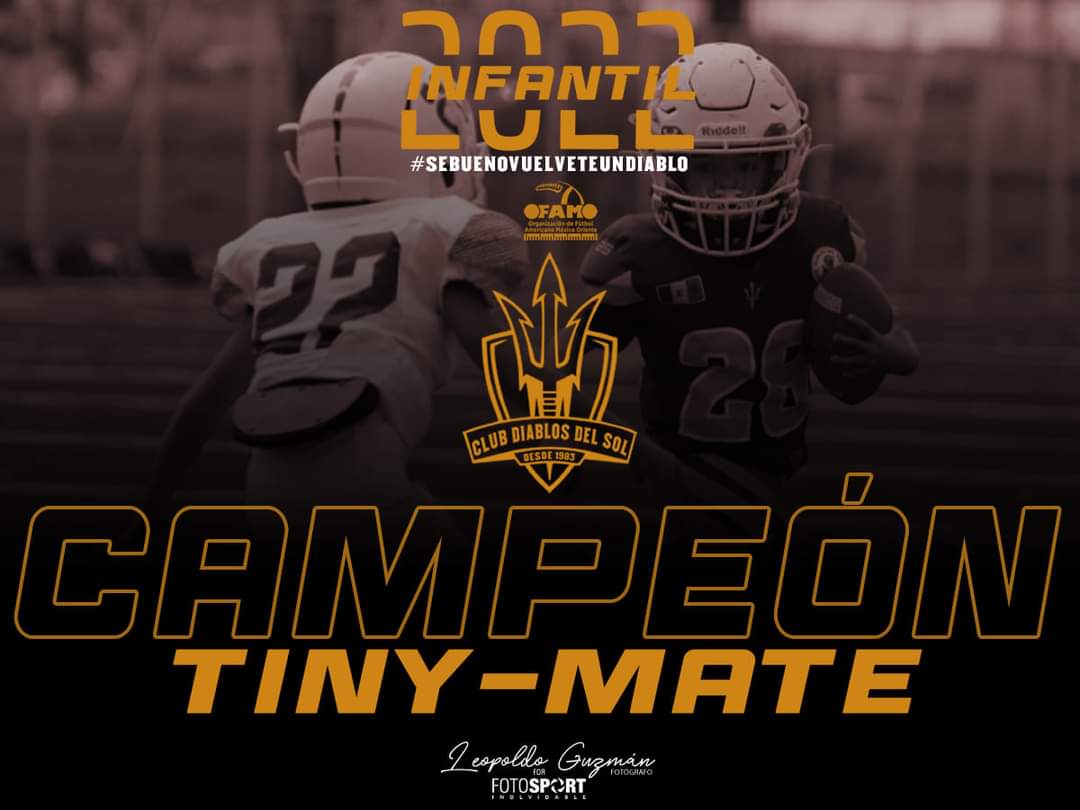 2022
INFANTIL
#SEBUENOVUELVETEUNDIABLO
Riddell
OFAMO
Organización de Fútbol
Americano México Oriente
22
28
CLUB DIABLOS DEL SOL
DESDE 1983
CAMPEÓN
TINY-MATE
Leopoldo Guzmán
FOR
FOTÓGRAFO
FOTOSPORT
INOLVIDABLE